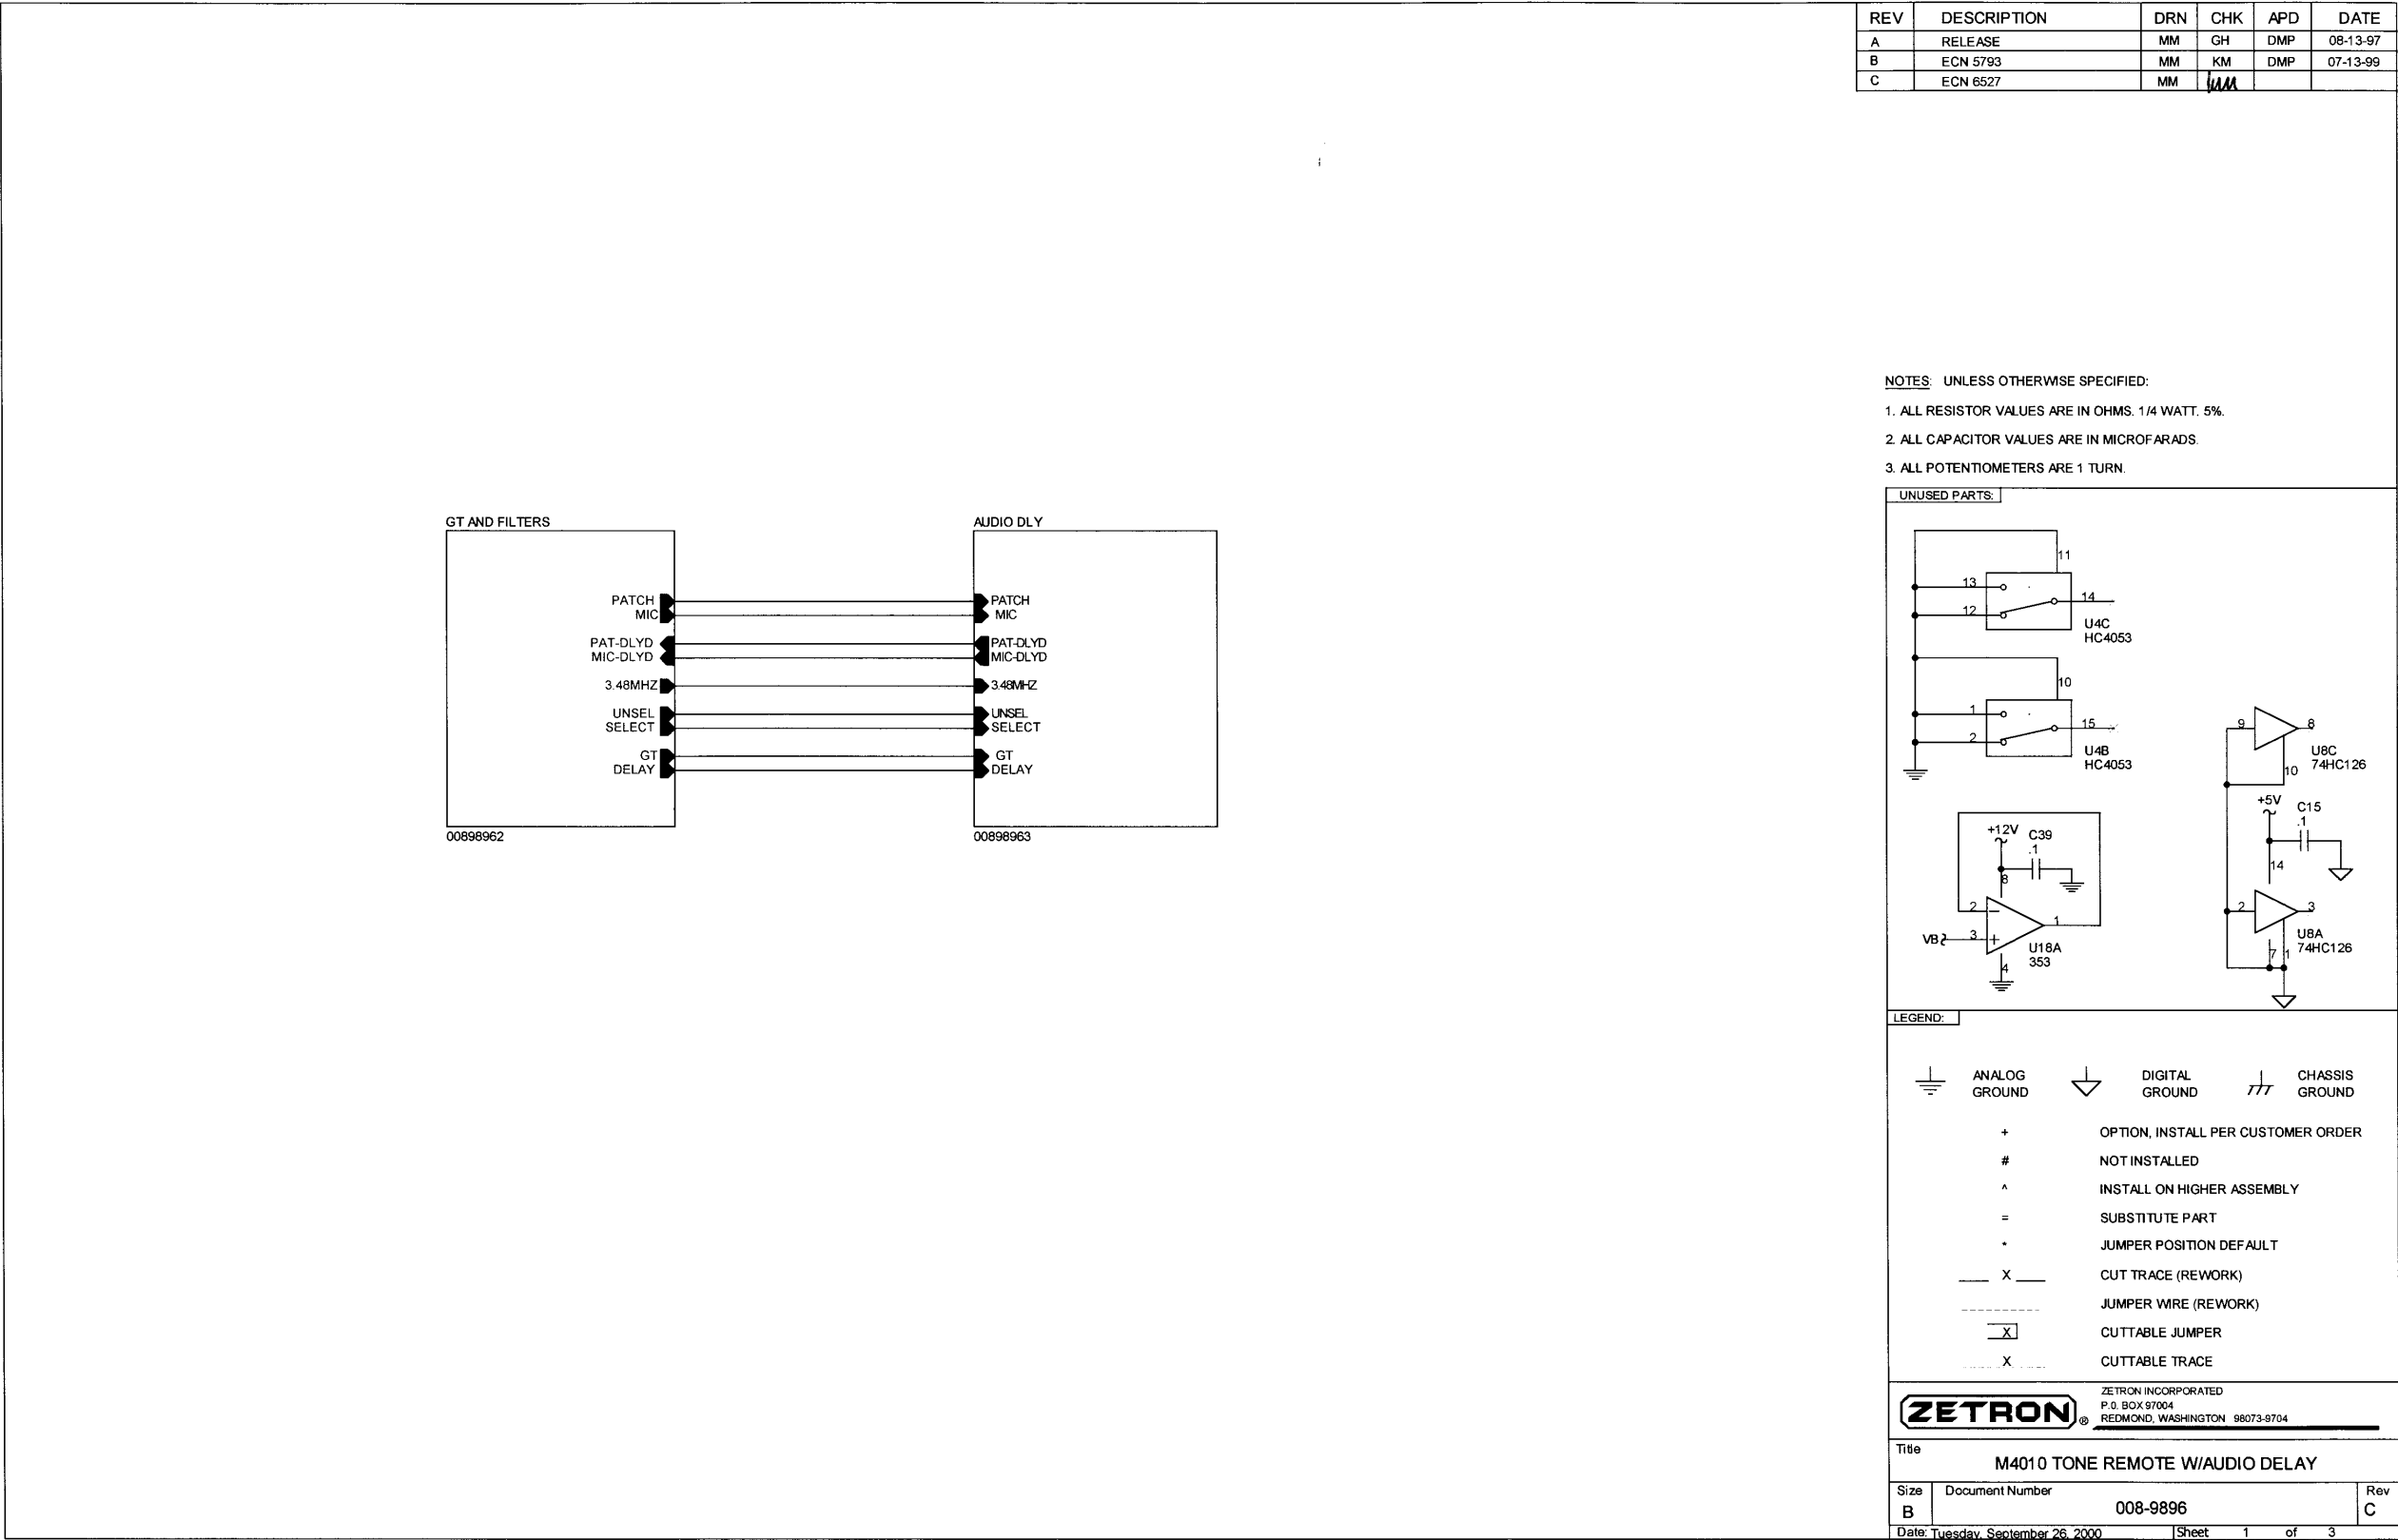 REV DESCRIPTION DRN CHK APD DATE
A RELEASE MM GH DMP 08-13-97
B ECN 5793 MM KM DMP 07-13-99
C ECN 6527 MM
NOTES: UNLESS OTHERWISE SPECIFIED:
1. ALL RESISTOR VALUES ARE IN OHMS. 1/4 WATT. 5%.
2. ALL CAPACITOR VALUES ARE IN MICROFARADS.
3. ALL POTENTIOMETERS ARE 1 TURN.
GT AND FILTERS
PATCH
MIC
PAT-DLYD
MIC-DLYD
3.48MHZ
UNSEL
SELECT
GT
DELAY
00898962
AUDIO DLY
PATCH
MIC
PAT-DLYD
MIC-DLYD
3.48MHZ
UNSEL
SELECT
GT
DELAY
00898963
UNUSED PARTS:
11
13
14
12
U4C
HC4053
10
1
15
2
U4B
HC4053
9
8
U8C
74HC126
10
+5V
C15
.1
14
2
3
U8A
74HC126
7 1
+12V
C39
.1
8
2
1
VB 3
U18A
353
4
LEGEND:
ANALOG GROUND
DIGITAL GROUND
CHASSIS GROUND
+ OPTION, INSTALL PER CUSTOMER ORDER
# NOT INSTALLED
^ INSTALL ON HIGHER ASSEMBLY
= SUBSTITUTE PART
* JUMPER POSITION DEFAULT
X CUT TRACE (REWORK)
JUMPER WIRE (REWORK)
X CUTTABLE JUMPER
X CUTTABLE TRACE
ZETRON ®
ZETRON INCORPORATED
P.O. BOX 97004
REDMOND, WASHINGTON 98073-9704
Title
M4010 TONE REMOTE W/AUDIO DELAY
Size Document Number Rev
B 008-9896 C
Date: Tuesday, September 26, 2000 Sheet 1 of 3